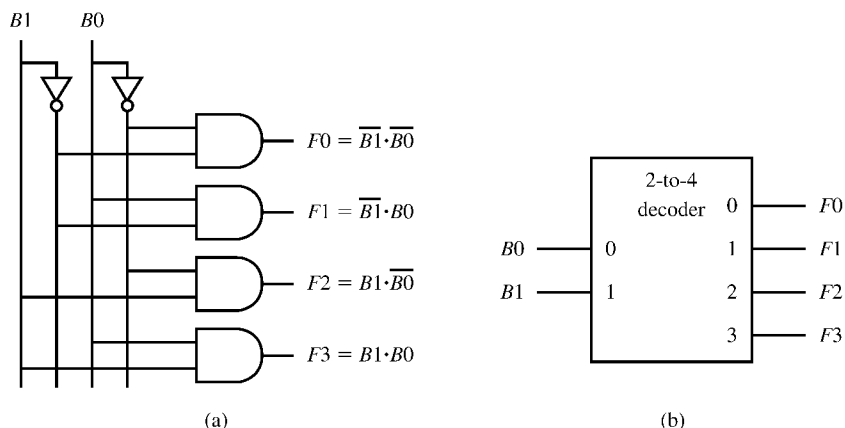 B1 B0
F0 = B̅1̅·B̅0̅
F1 = B̅1̅·B0
F2 = B1·B̅0̅
F3 = B1·B0
(a)
2-to-4
decoder
0 F0
B0 0 1 F1
B1 1 2 F2
3 F3
(b)